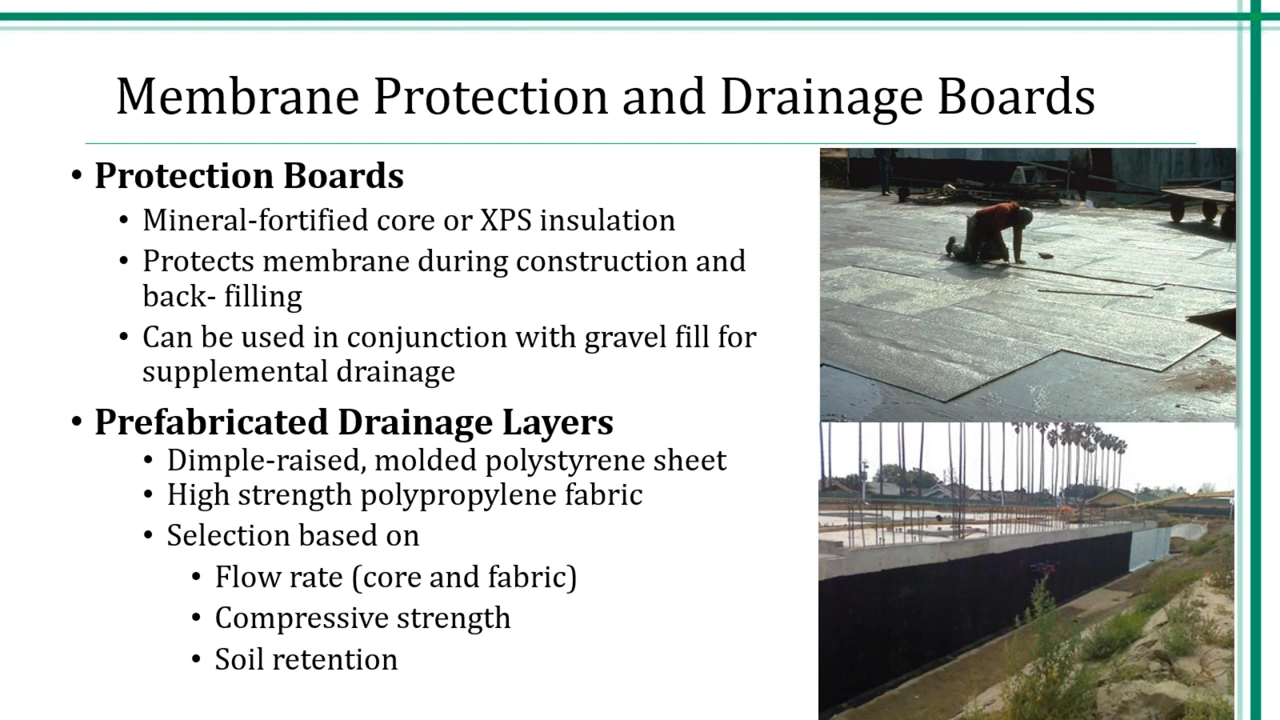 Membrane Protection and Drainage Boards
• Protection Boards
• Mineral-fortified core or XPS insulation
• Protects membrane during construction and
back- filling
• Can be used in conjunction with gravel fill for
supplemental drainage
• Prefabricated Drainage Layers
• Dimple-raised, molded polystyrene sheet
• High strength polypropylene fabric
• Selection based on
• Flow rate (core and fabric)
• Compressive strength
• Soil retention